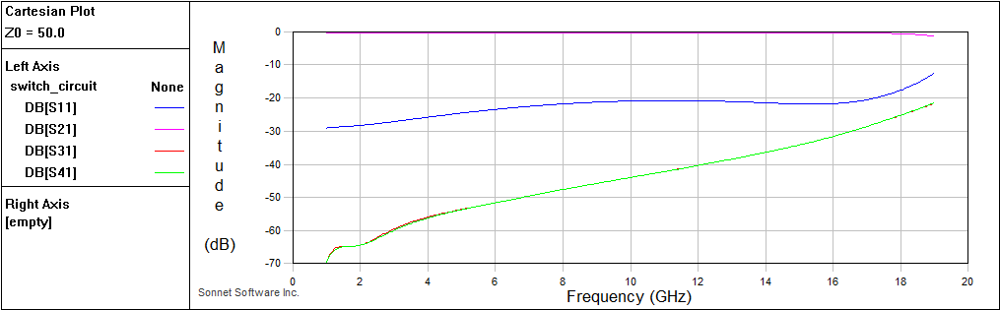 Cartesian Plot
Z0 = 50.0
Left Axis
switch_circuit None
DB[S11]
DB[S21]
DB[S31]
DB[S41]
Right Axis
[empty]
Magnitude
(dB)
0
-10
-20
-30
-40
-50
-60
-70
0 2 4 6 8 10 12 14 16 18 20
Frequency (GHz)
Sonnet Software Inc.